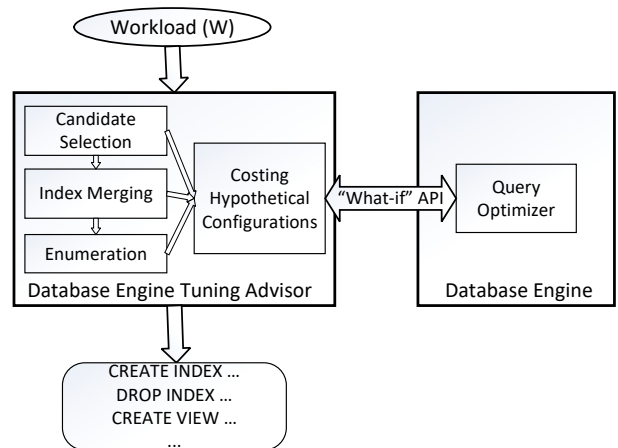 Workload (W)
Candidate
Selection
Index Merging
Enumeration
Costing
Hypothetical
Configurations
"What-if" API
Query
Optimizer
Database Engine Tuning Advisor
Database Engine
CREATE INDEX ...
DROP INDEX ...
CREATE VIEW ...
...